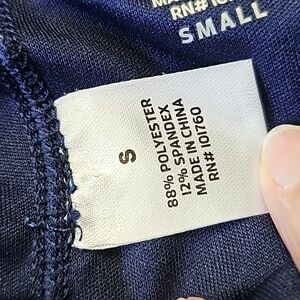 SMALL
S
88% POLYESTER
12% SPANDEX
MADE IN CHINA
RN# 101760